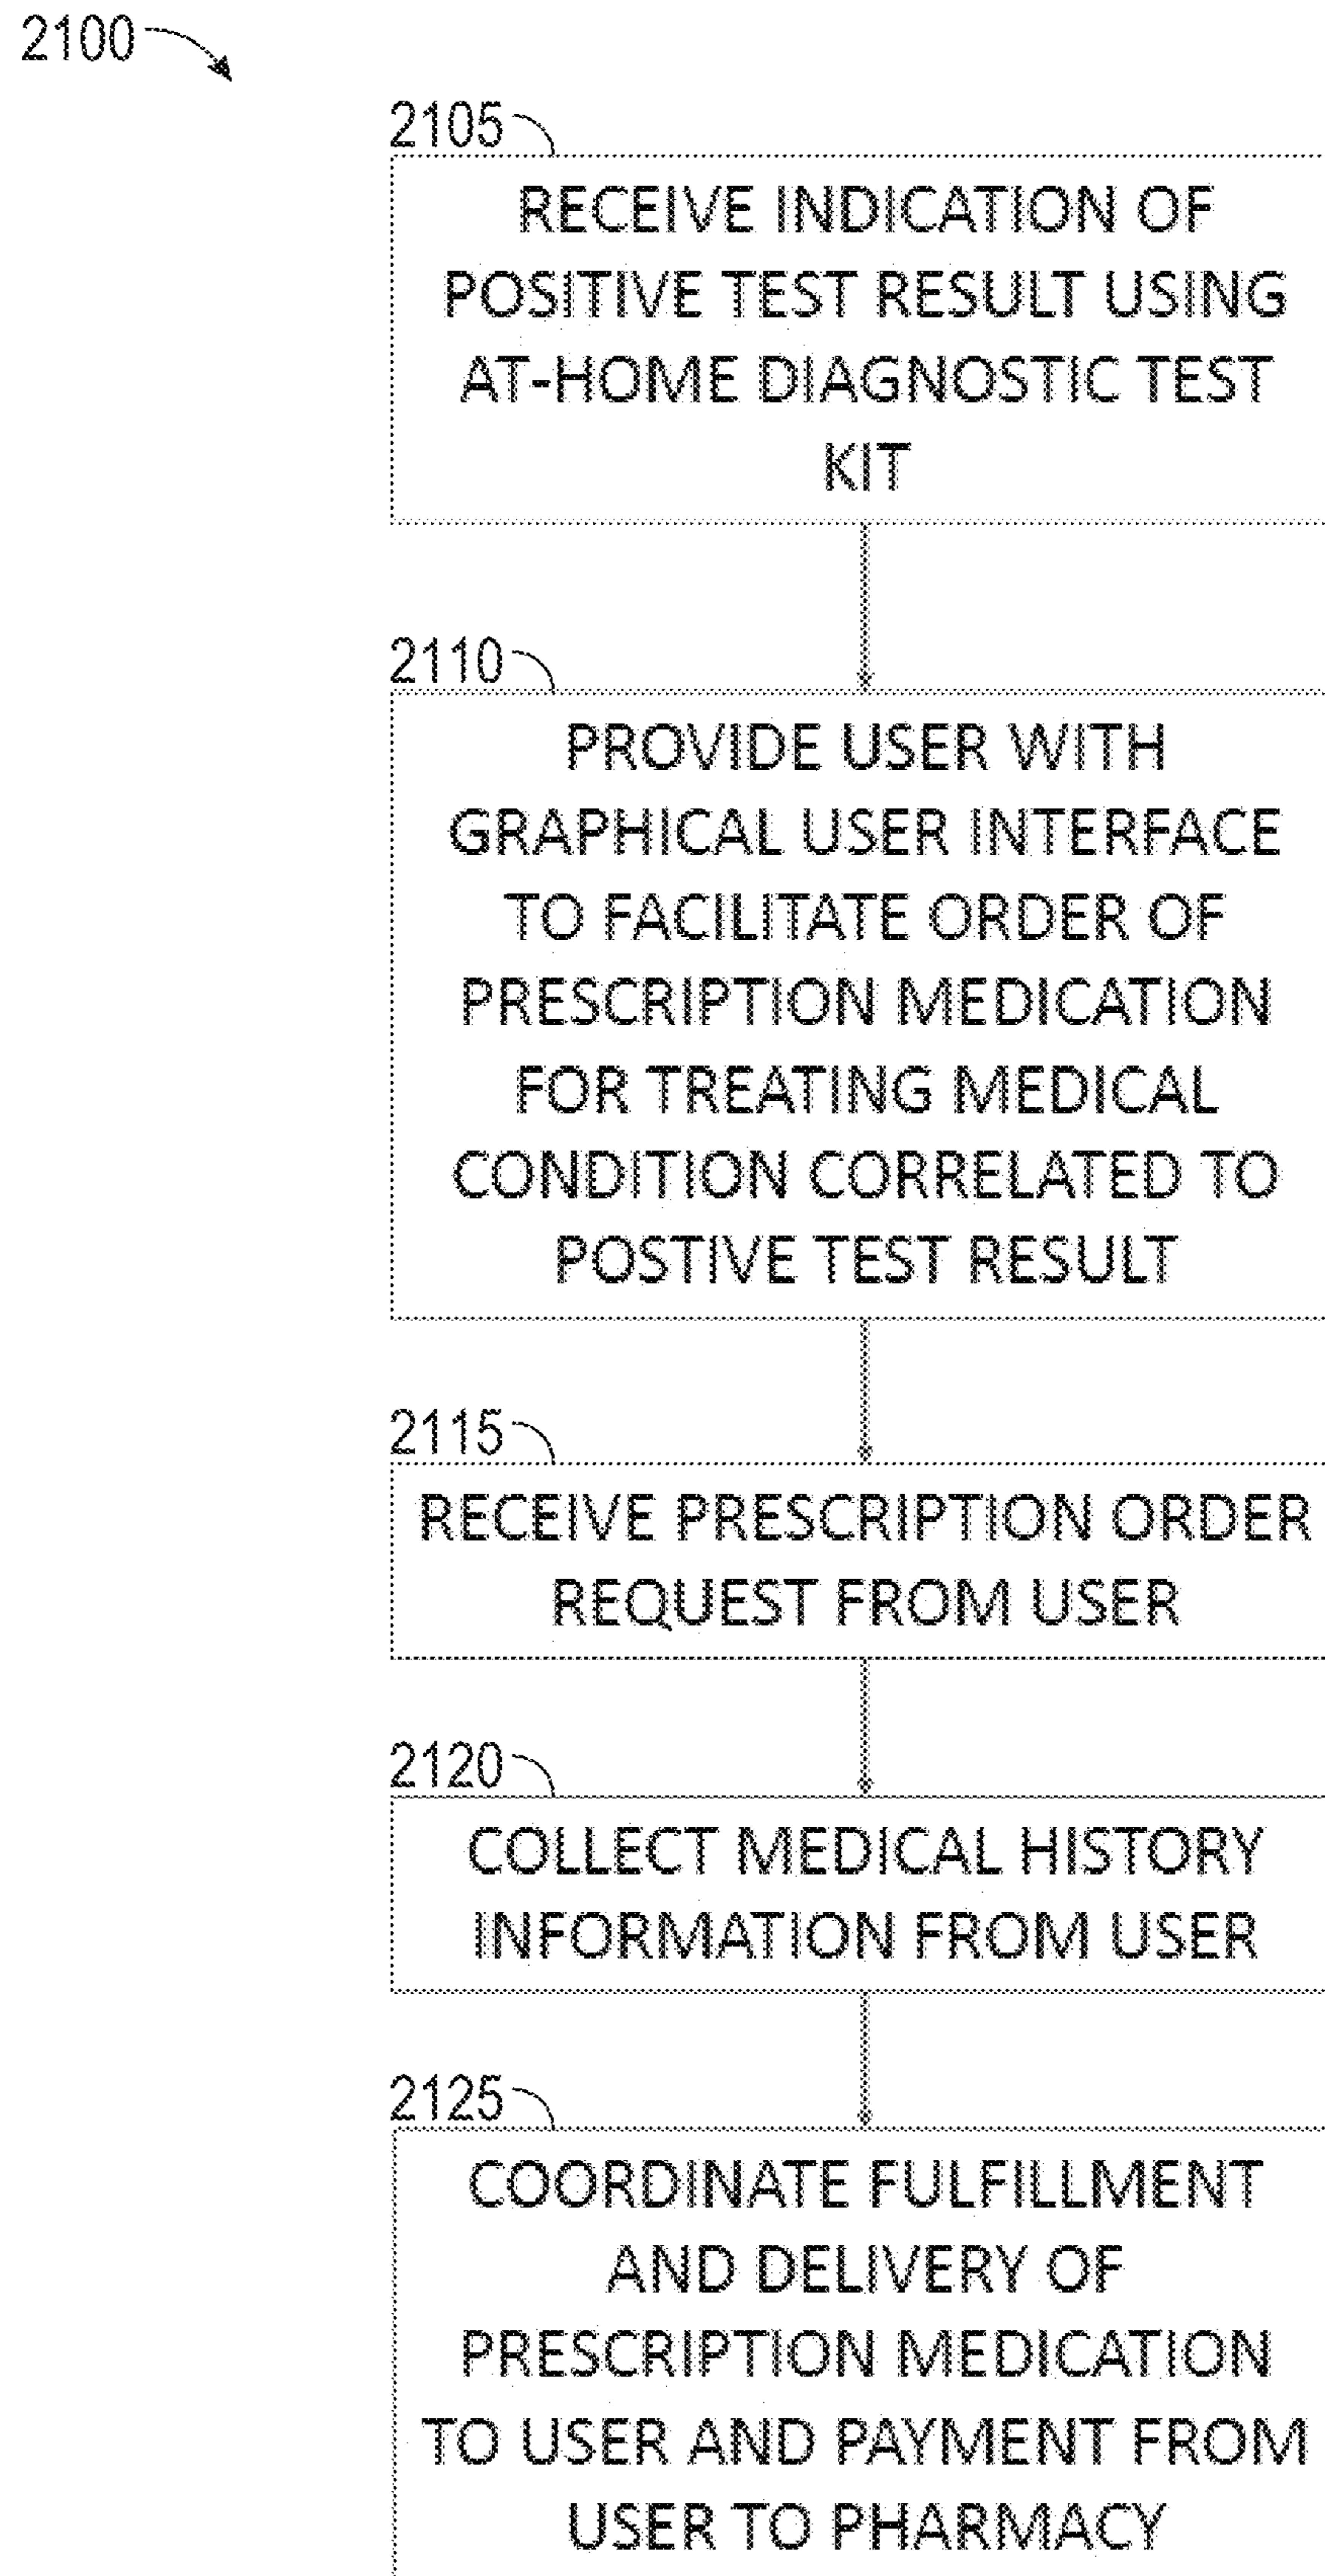 2100
2105
RECEIVE INDICATION OF
POSITIVE TEST RESULT USING
AT-HOME DIAGNOSTIC TEST
KIT
2110
PROVIDE USER WITH
GRAPHICAL USER INTERFACE
TO FACILITATE ORDER OF
PRESCRIPTION MEDICATION
FOR TREATING MEDICAL
CONDITION CORRELATED TO
POSTIVE TEST RESULT
2115
RECEIVE PRESCRIPTION ORDER
REQUEST FROM USER
2120
COLLECT MEDICAL HISTORY
INFORMATION FROM USER
2125
COORDINATE FULFILLMENT
AND DELIVERY OF
PRESCRIPTION MEDICATION
TO USER AND PAYMENT FROM
USER TO PHARMACY